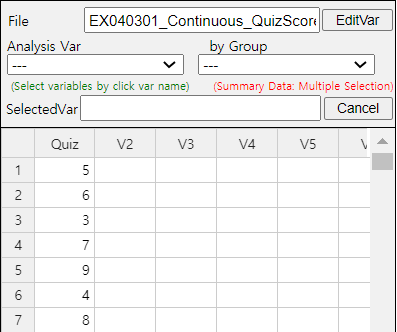 File EX040301_Continuous_QuizScore EditVar
Analysis Var by Group
--- ---
(Select variables by click var name) (Summary Data: Multiple Selection)
SelectedVar Cancel
Quiz V2 V3 V4 V5 V
1 5
2 6
3 3
4 7
5 9
6 4
7 8